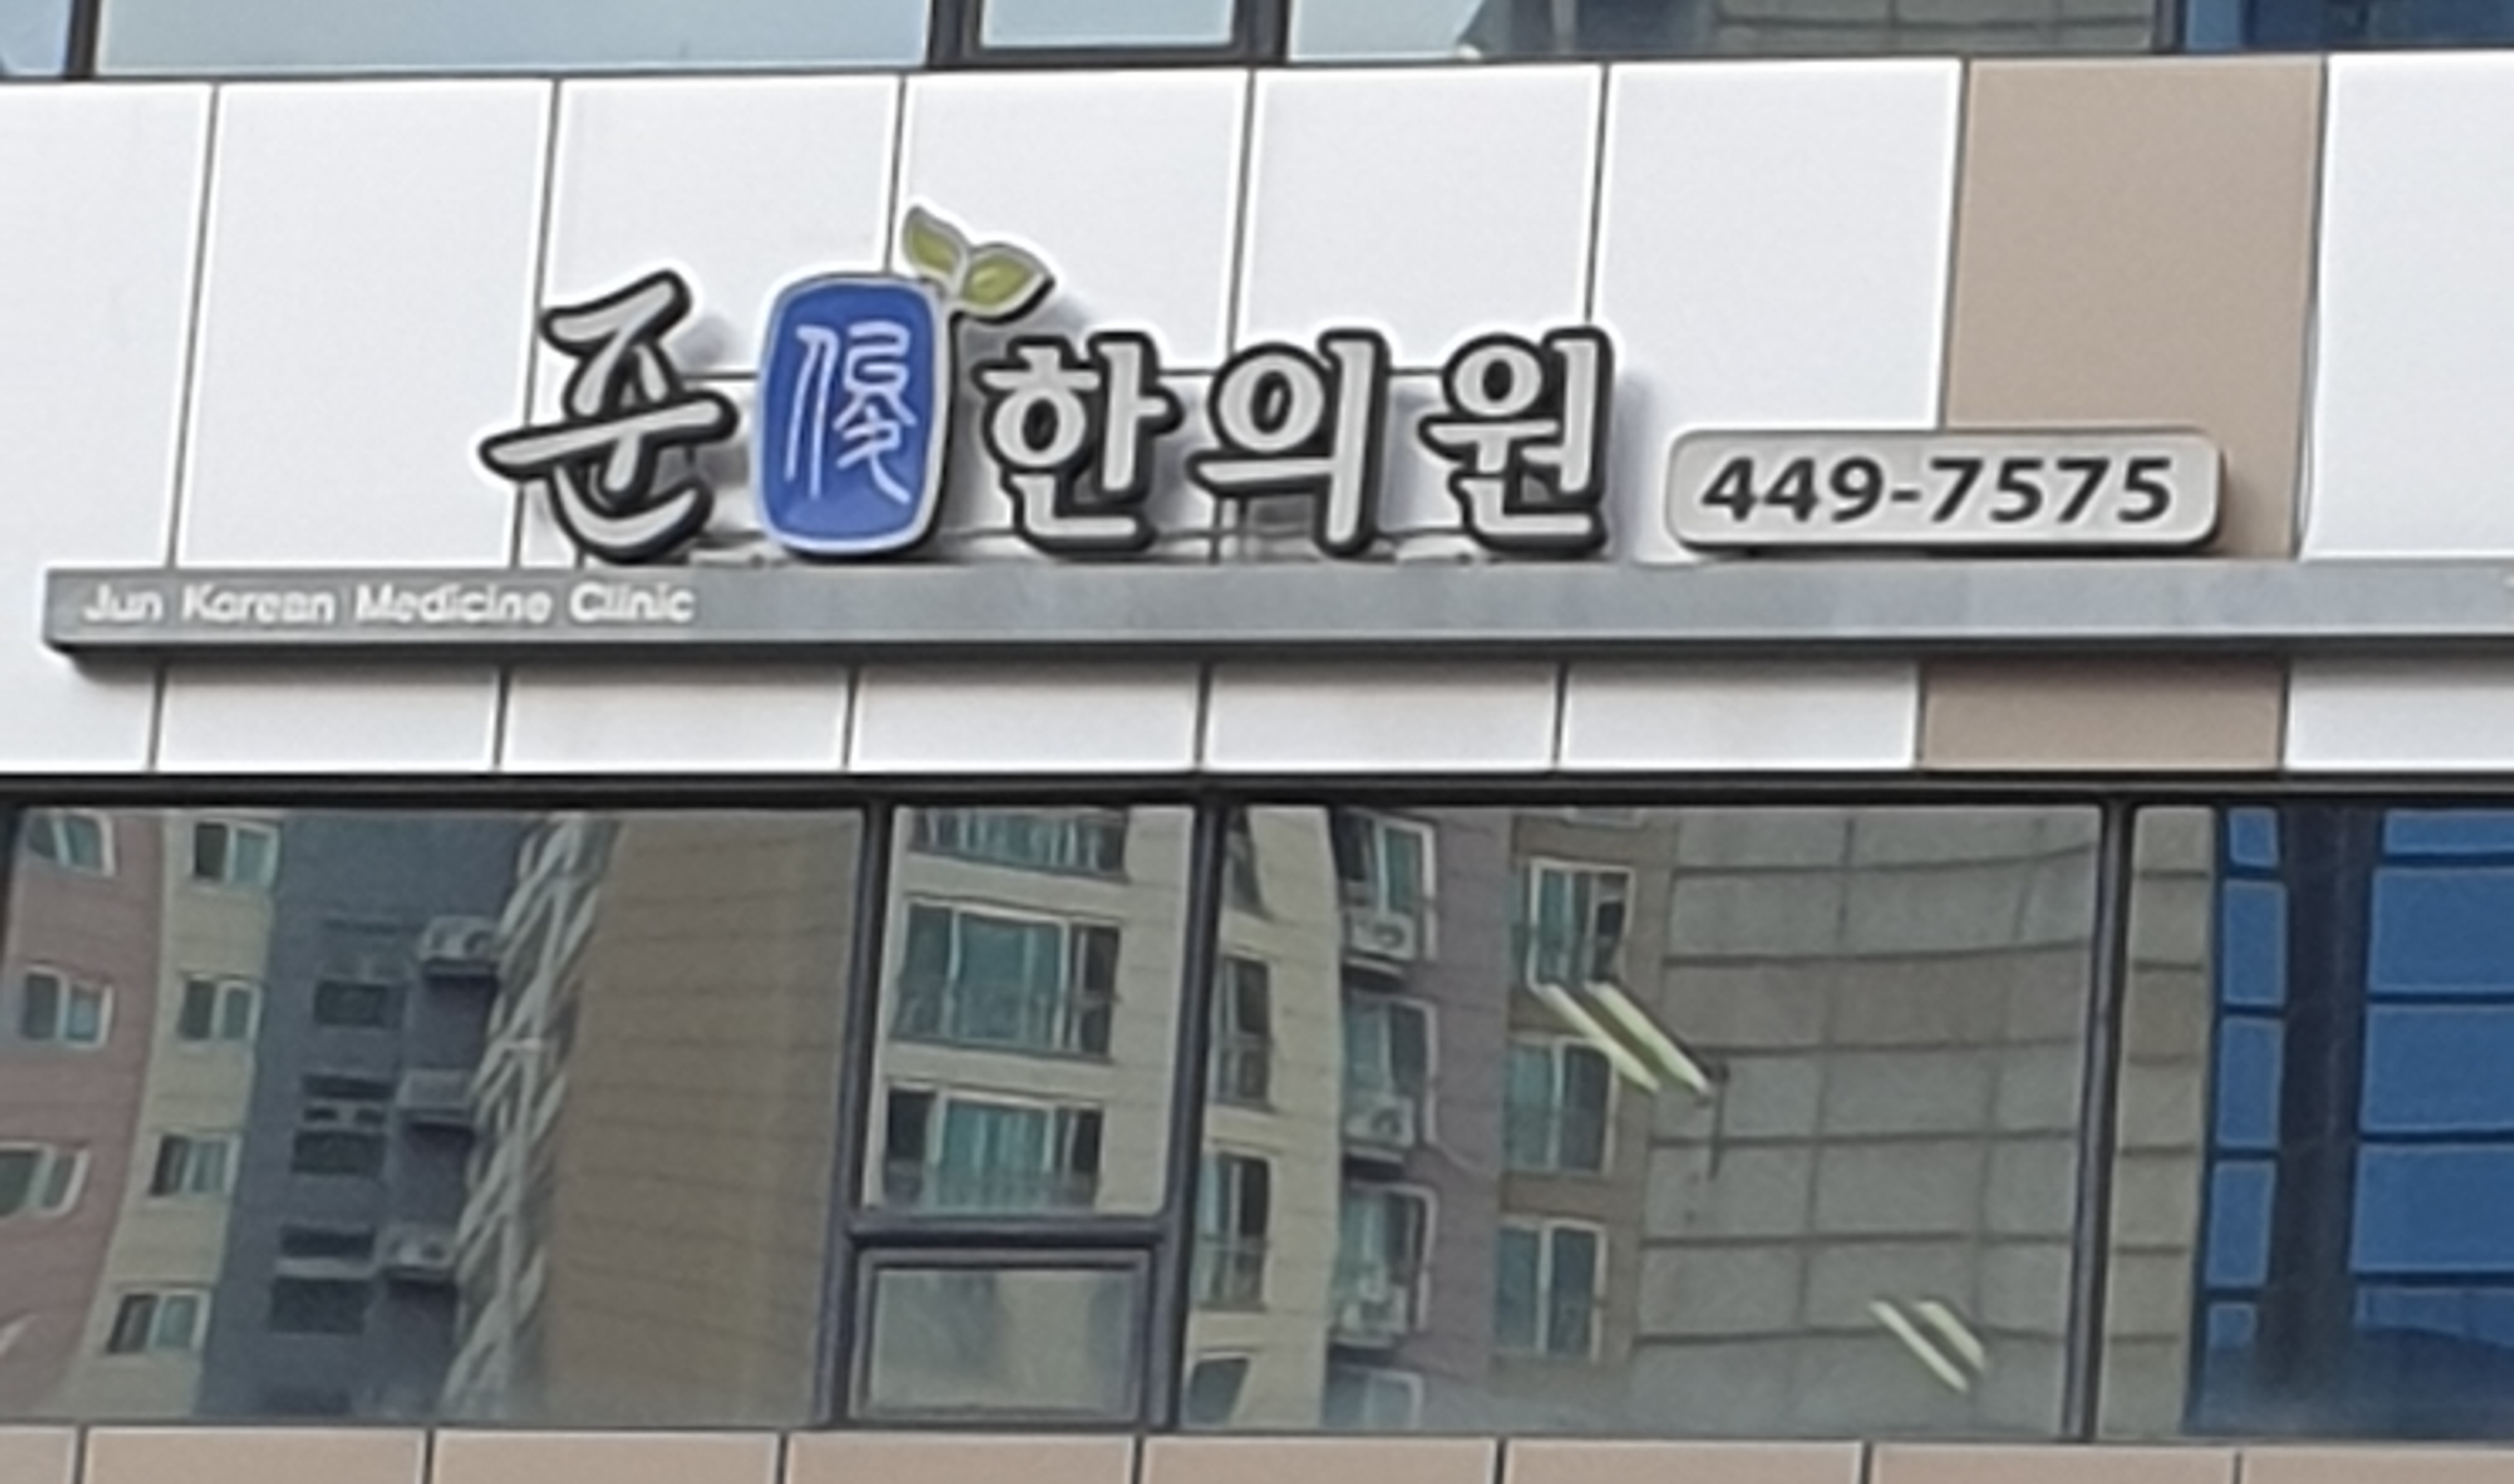 준 俊 한의원 449-7575
Jun Korean Medicine Clinic